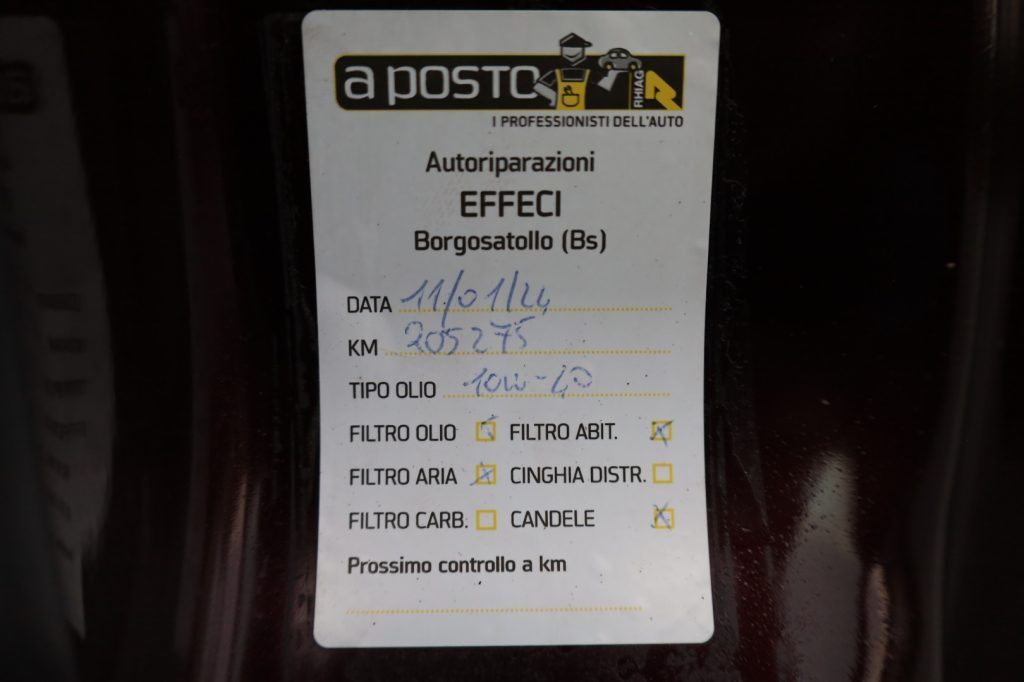 a POSTO
RHIAG
I PROFESSIONISTI DELL'AUTO
Autoriparazioni
EFFECI
Borgosatollo (Bs)
DATA 11/01/24
KM 205275
TIPO OLIO 10W-40
FILTRO OLIO FILTRO ABIT.
FILTRO ARIA CINGHIA DISTR.
FILTRO CARB. CANDELE
Prossimo controllo a km